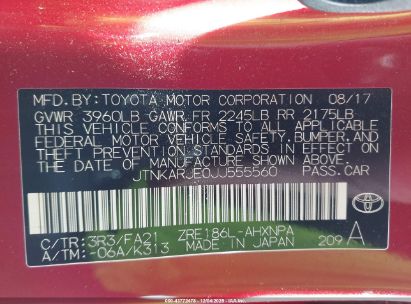 MFD.BY:TOYOTA MOTOR CORPORATION 08/17
GVWR 3960LB GAWR FR 2245LB RR 2175LB
THIS VEHICLE CONFORMS TO ALL APPLICABLE
FEDERAL MOTOR VEHICLE SAFETY, BUMPER, AND
THEFT PREVENTION STANDARDS IN EFFECT ON
THE DATE OF MANUFACTURE SHOWN ABOVE.
JTNKARJE0JJ555560 PASS.CAR
C/TR: 3R3/FA21 ZRE186L-AHXNPA
A/TM: -06A/K313 MADE IN JAPAN 209 A
TOYOTA